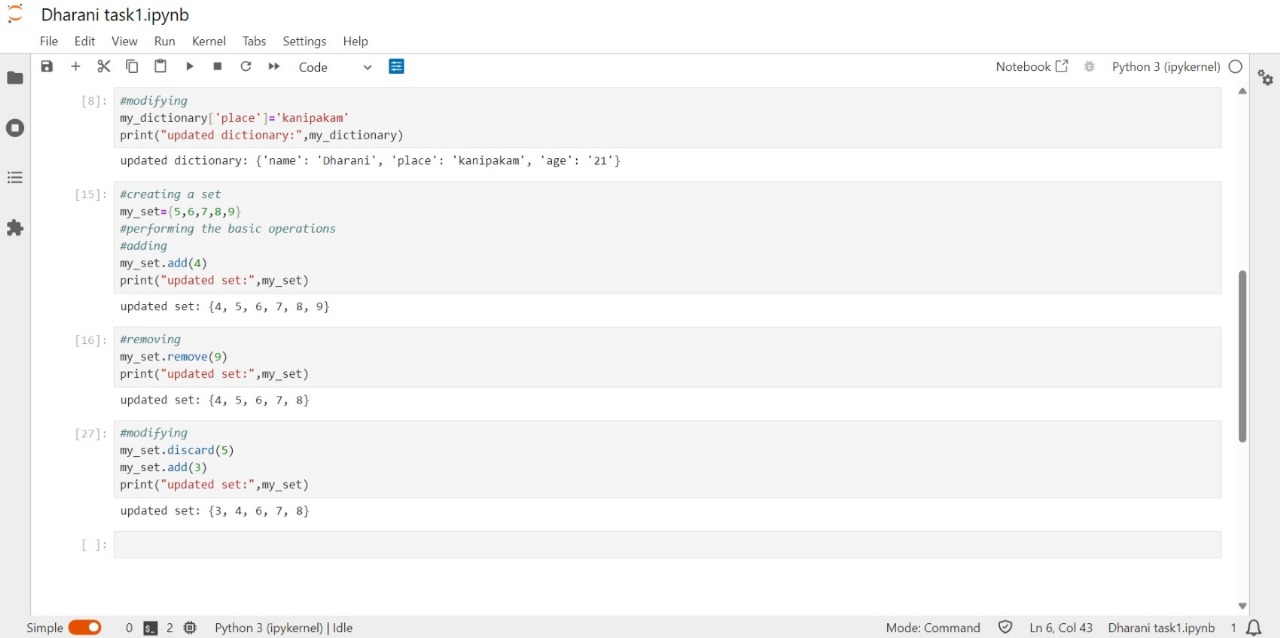 Dharani task1.ipynb
File Edit View Run Kernel Tabs Settings Help
Code
Notebook
Python 3 (ipykernel)
[8]: #modifying
my_dictionary['place']='kanipakam'
print("updated dictionary:",my_dictionary)
updated dictionary: {'name': 'Dharani', 'place': 'kanipakam', 'age': '21'}
[15]: #creating a set
my_set={5,6,7,8,9}
#performing the basic operations
#adding
my_set.add(4)
print("updated set:",my_set)
updated set: {4, 5, 6, 7, 8, 9}
[16]: #removing
my_set.remove(9)
print("updated set:",my_set)
updated set: {4, 5, 6, 7, 8}
[27]: #modifying
my_set.discard(5)
my_set.add(3)
print("updated set:",my_set)
updated set: {3, 4, 6, 7, 8}
[ ]:
Simple 0 $_ 2 Python 3 (ipykernel) | Idle Mode: Command Ln 6, Col 43 Dharani task1.ipynb 1